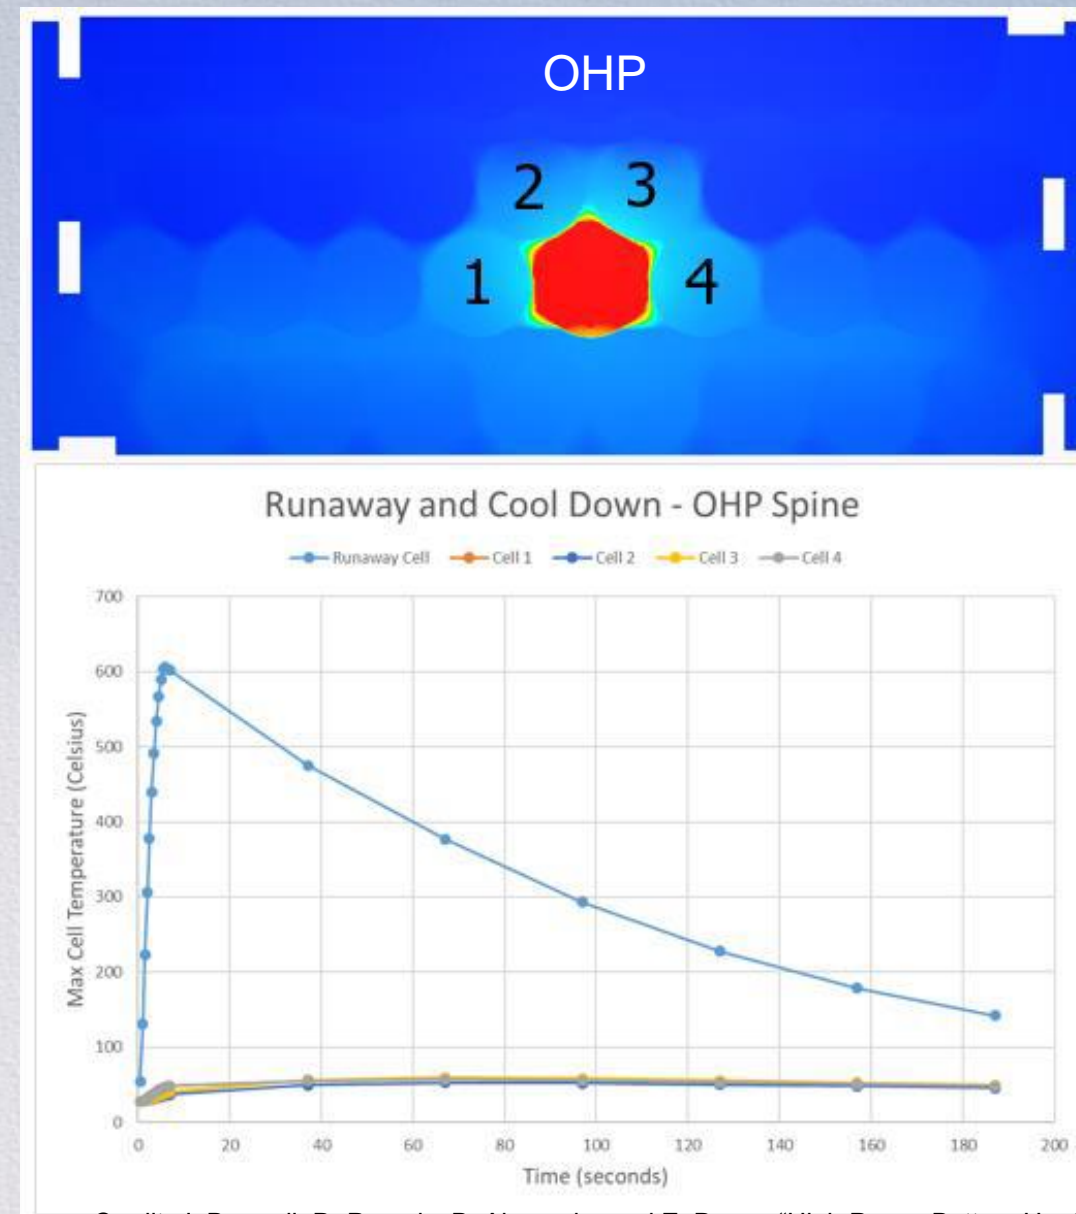 OHP
2 3
1 4
Runaway and Cool Down - OHP Spine
Runaway Cell Cell 1 Cell 2 Cell 3 Cell 4
700
600
500
400
300
200
100
0
Max Cell Temperature (Celsius)
0 20 40 60 80 100 120 140 160 180 200
Time (seconds)